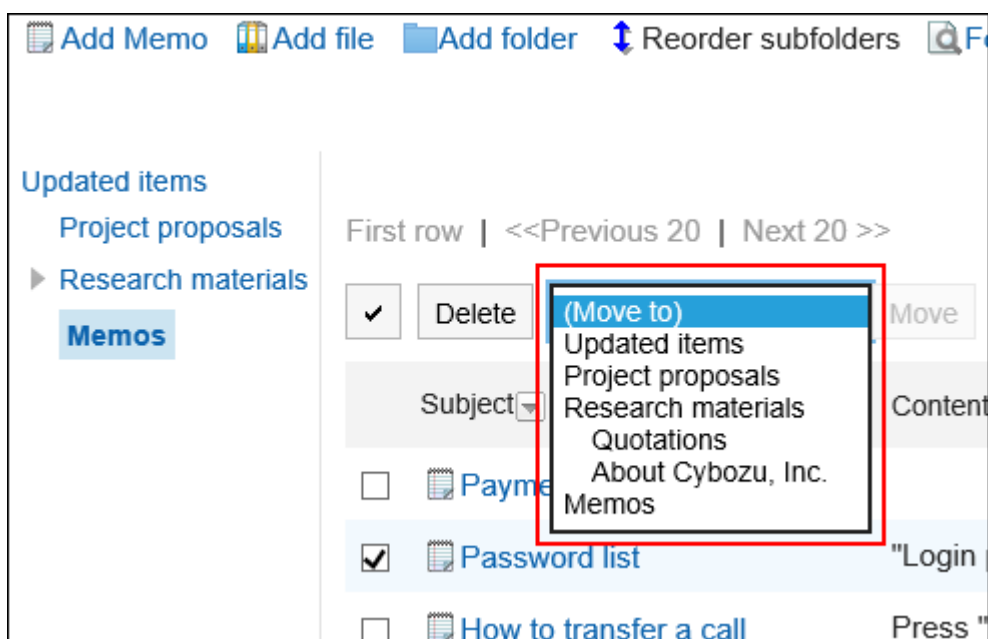 Add Memo Add file Add folder Reorder subfolders
Updated items
Project proposals
Research materials
Memos
First row | <<Previous 20 | Next 20 >>
Delete
(Move to)
Updated items
Project proposals
Research materials
Quotations
About Cybozu, Inc.
Memos
Move
Subject
Content
Password list
"Login
How to transfer a call
Press "